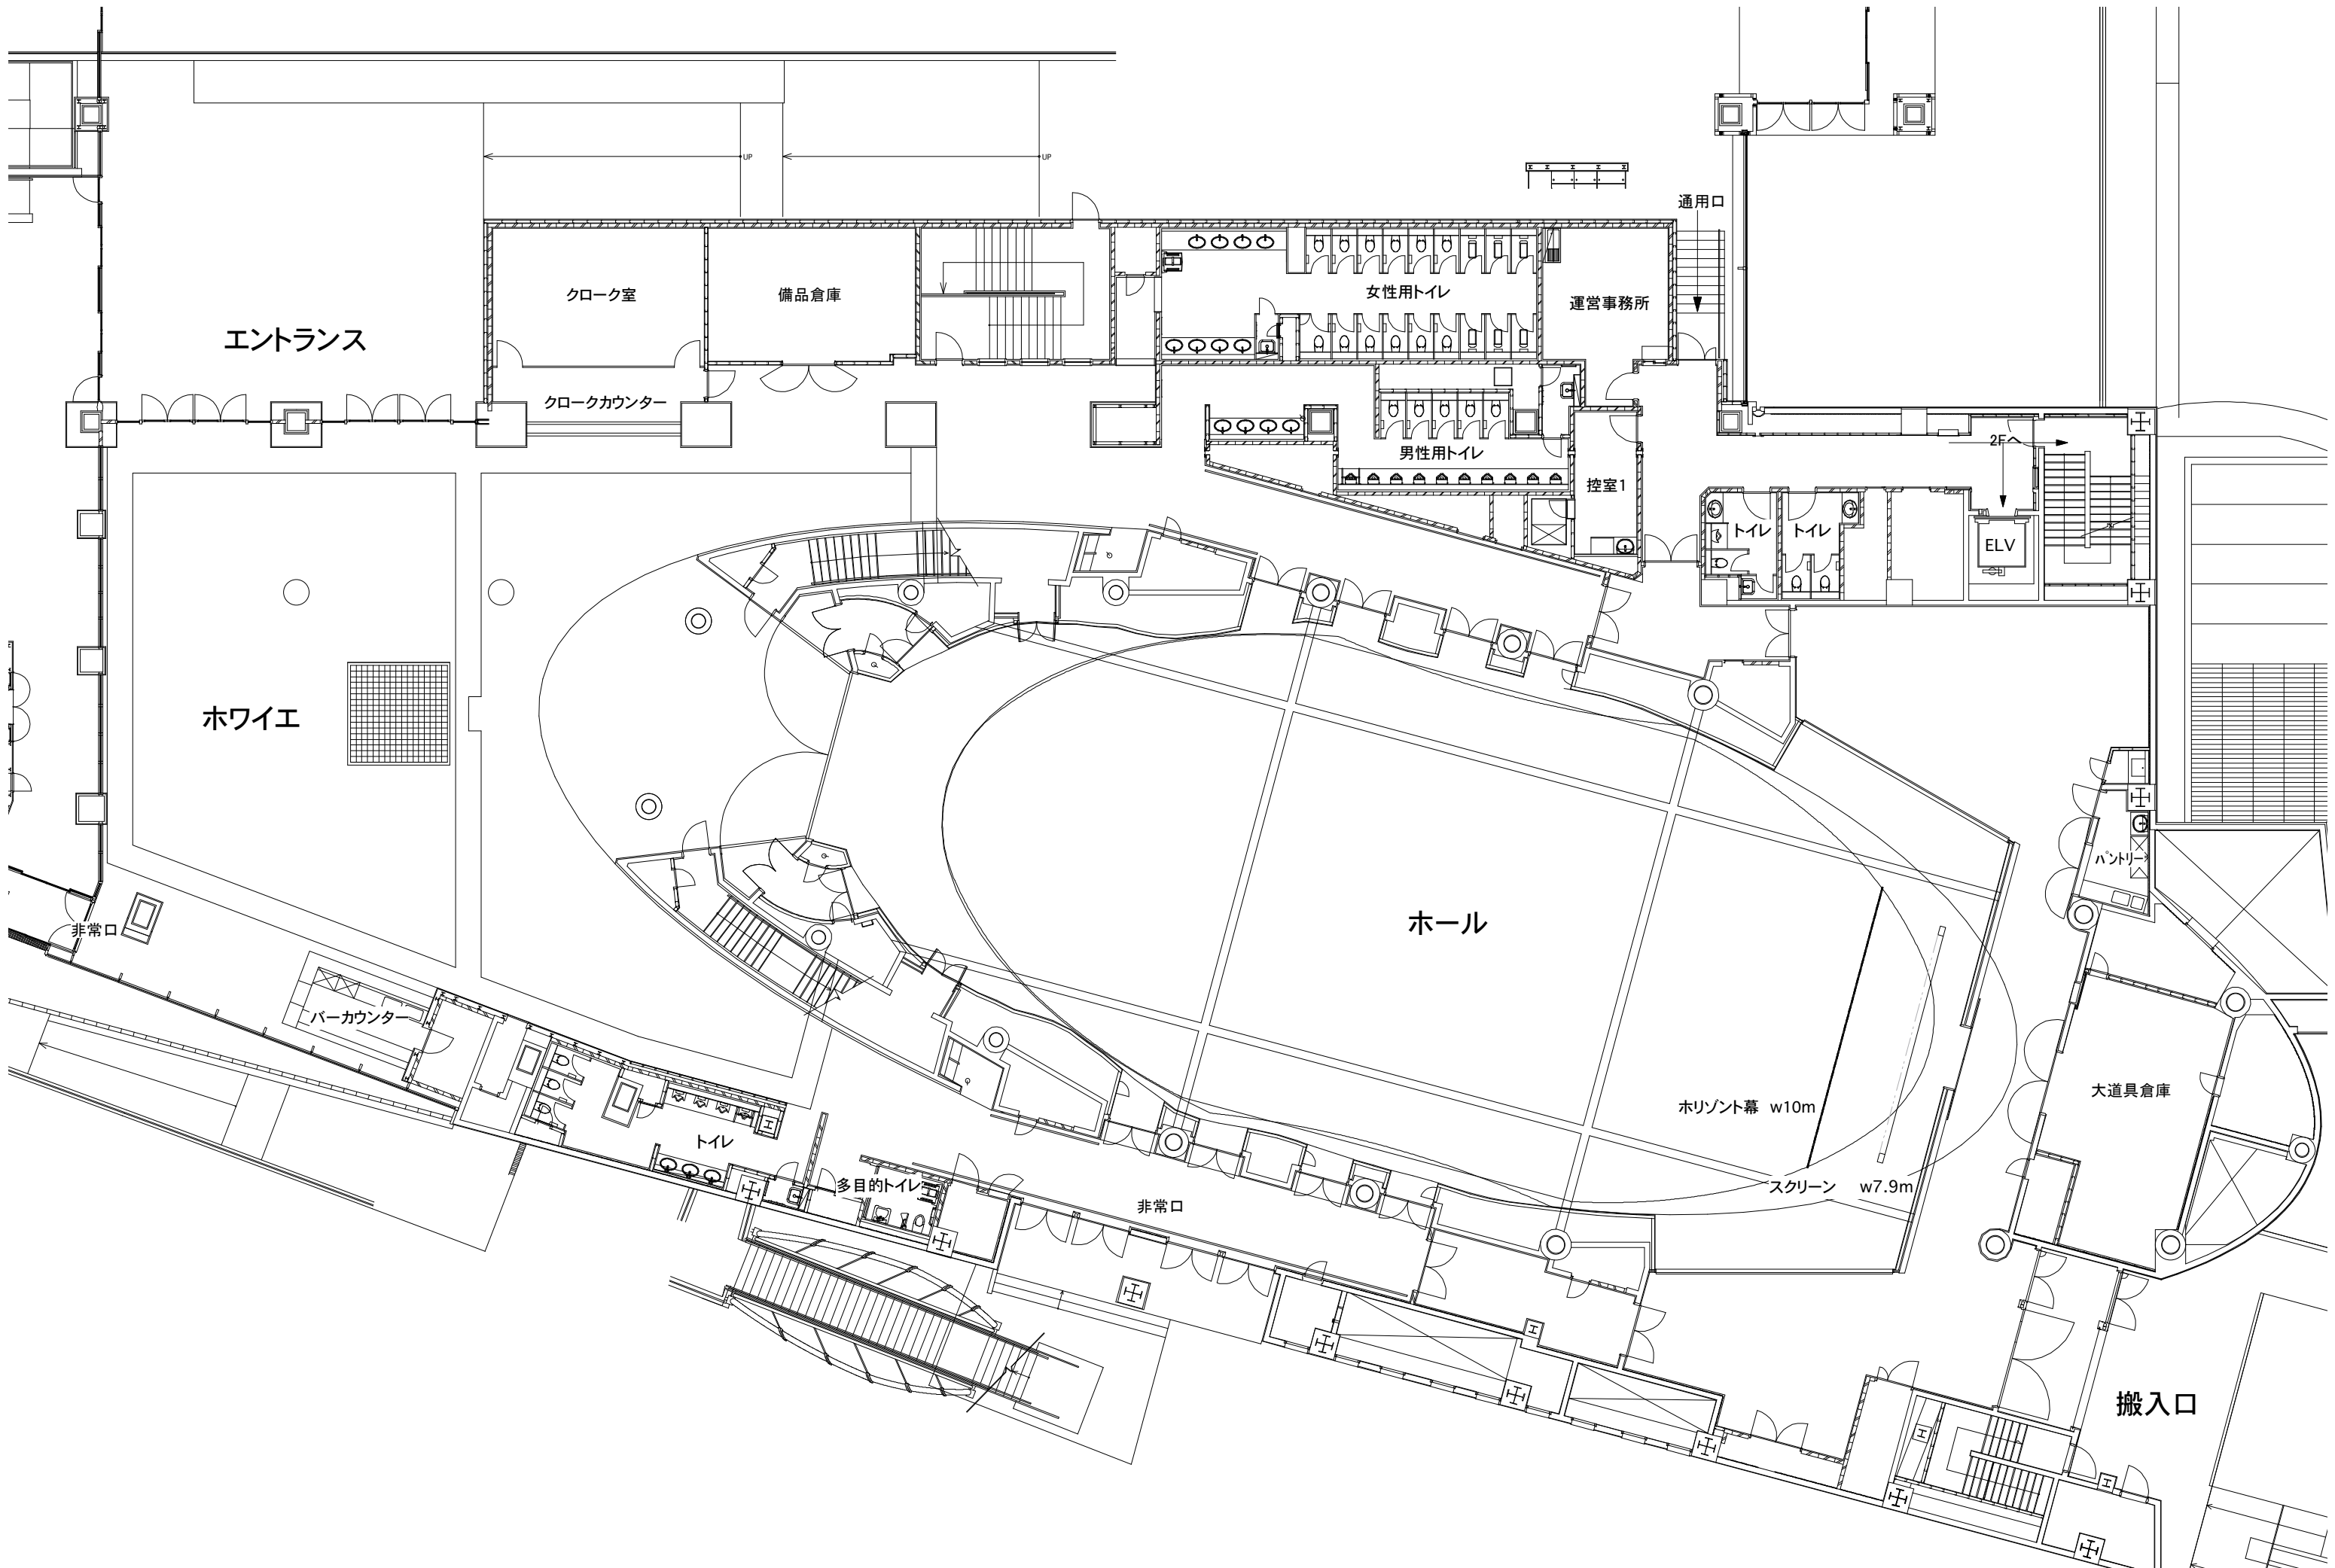 UP
UP
通用口
クローク室
備品倉庫
女性用トイレ
運営事務所
エントランス
クロークカウンター
男性用トイレ
2Fへ
控室1
トイレ
トイレ
ELV
ホワイエ
パントリー
ホール
非常口
バーカウンター
大道具倉庫
ホリゾント幕 w10m
トイレ
多目的トイレ
スクリーン w7.9m
非常口
搬入口